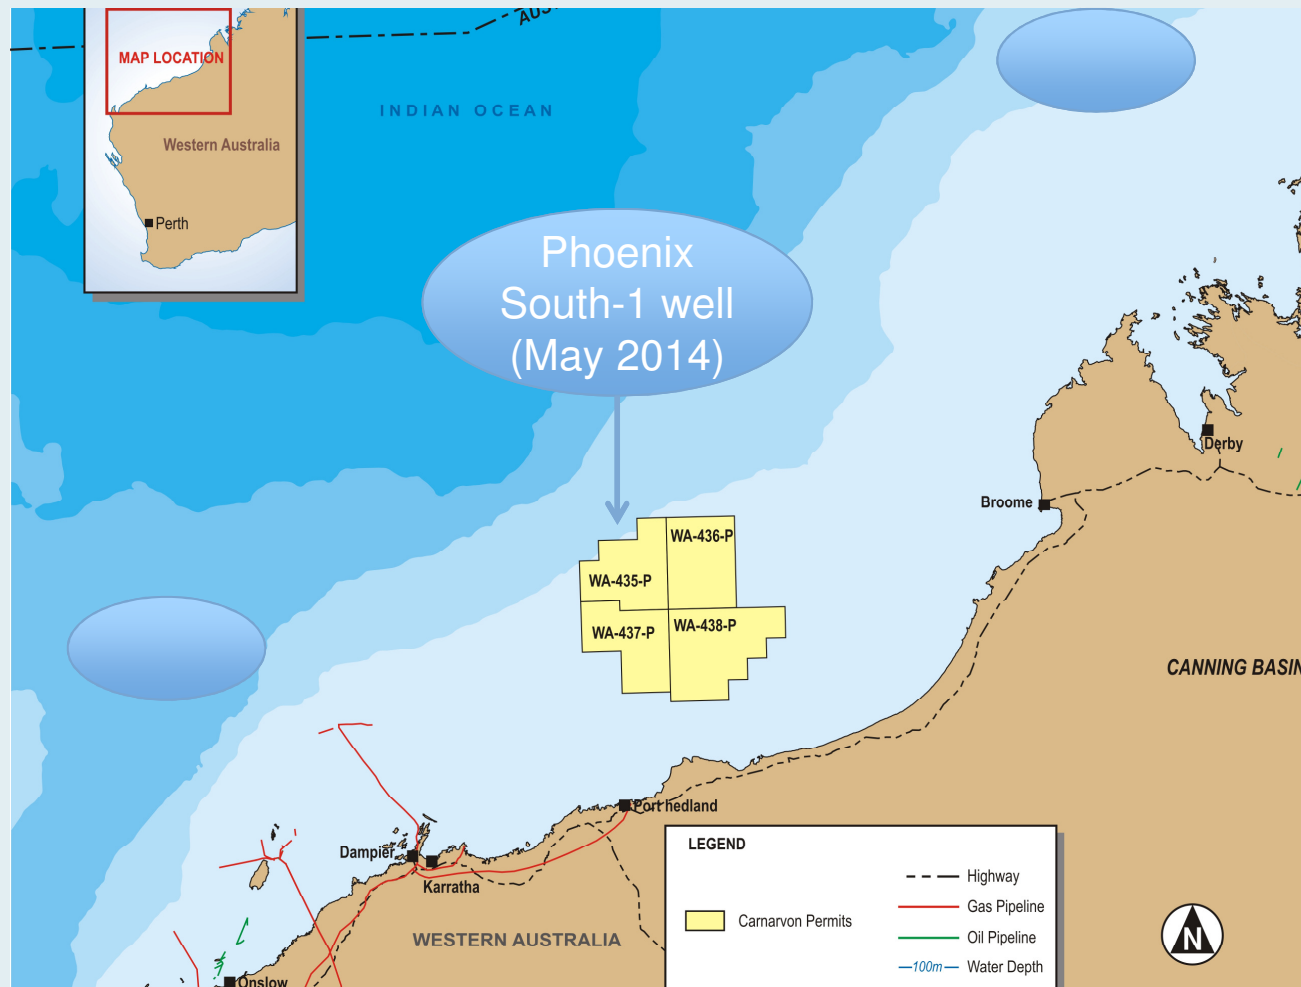 AUS
MAP LOCATION
INDIAN OCEAN
Western Australia
Perth
Phoenix
South-1 well
(May 2014)
Derby
Broome
WA-436-P
WA-435-P
WA-437-P
WA-438-P
CANNING BASIN
Port hedland
Dampier
Karratha
WESTERN AUSTRALIA
Onslow
LEGEND
Highway
Gas Pipeline
Carnarvon Permits
Oil Pipeline
100m Water Depth
N